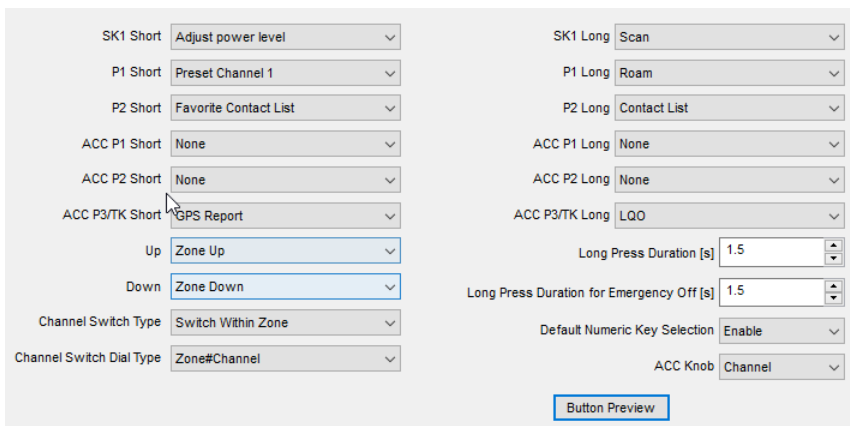 SK1 Short Adjust power level SK1 Long Scan
P1 Short Preset Channel 1 P1 Long Roam
P2 Short Favorite Contact List P2 Long Contact List
ACC P1 Short None ACC P1 Long None
ACC P2 Short None ACC P2 Long None
ACC P3/TK Short GPS Report ACC P3/TK Long LQO
Up Zone Up Long Press Duration [s] 1.5
Down Zone Down Long Press Duration for Emergency Off [s] 1.5
Channel Switch Type Switch Within Zone Default Numeric Key Selection Enable
Channel Switch Dial Type Zone#Channel ACC Knob Channel
Button Preview